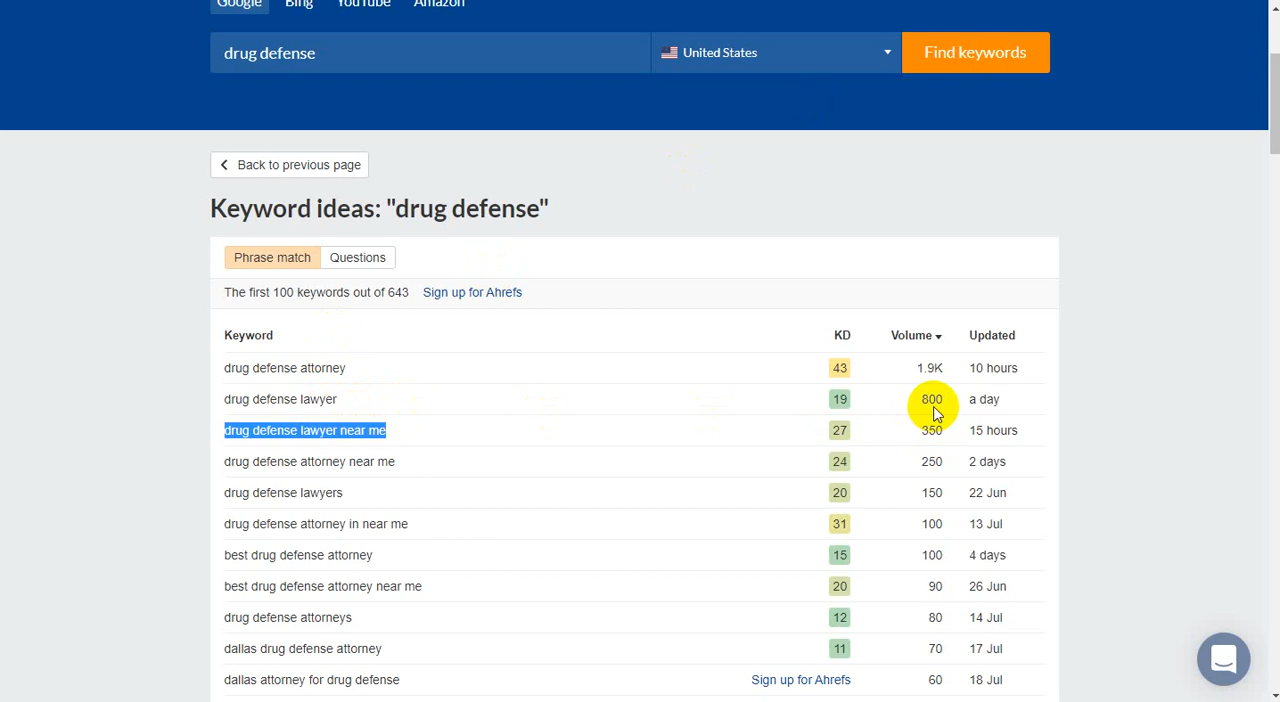 Google Bing YouTube Amazon
drug defense United States Find keywords
Back to previous page
Keyword ideas: "drug defense"
Phrase match Questions
The first 100 keywords out of 643 Sign up for Ahrefs
Keyword KD Volume Updated
drug defense attorney 43 1.9K 10 hours
drug defense lawyer 19 800 a day
drug defense lawyer near me 27 350 15 hours
drug defense attorney near me 24 250 2 days
drug defense lawyers 20 150 22 Jun
drug defense attorney in near me 31 100 13 Jul
best drug defense attorney 15 100 4 days
best drug defense attorney near me 20 90 26 Jun
drug defense attorneys 12 80 14 Jul
dallas drug defense attorney 11 70 17 Jul
dallas attorney for drug defense Sign up for Ahrefs 60 18 Jul